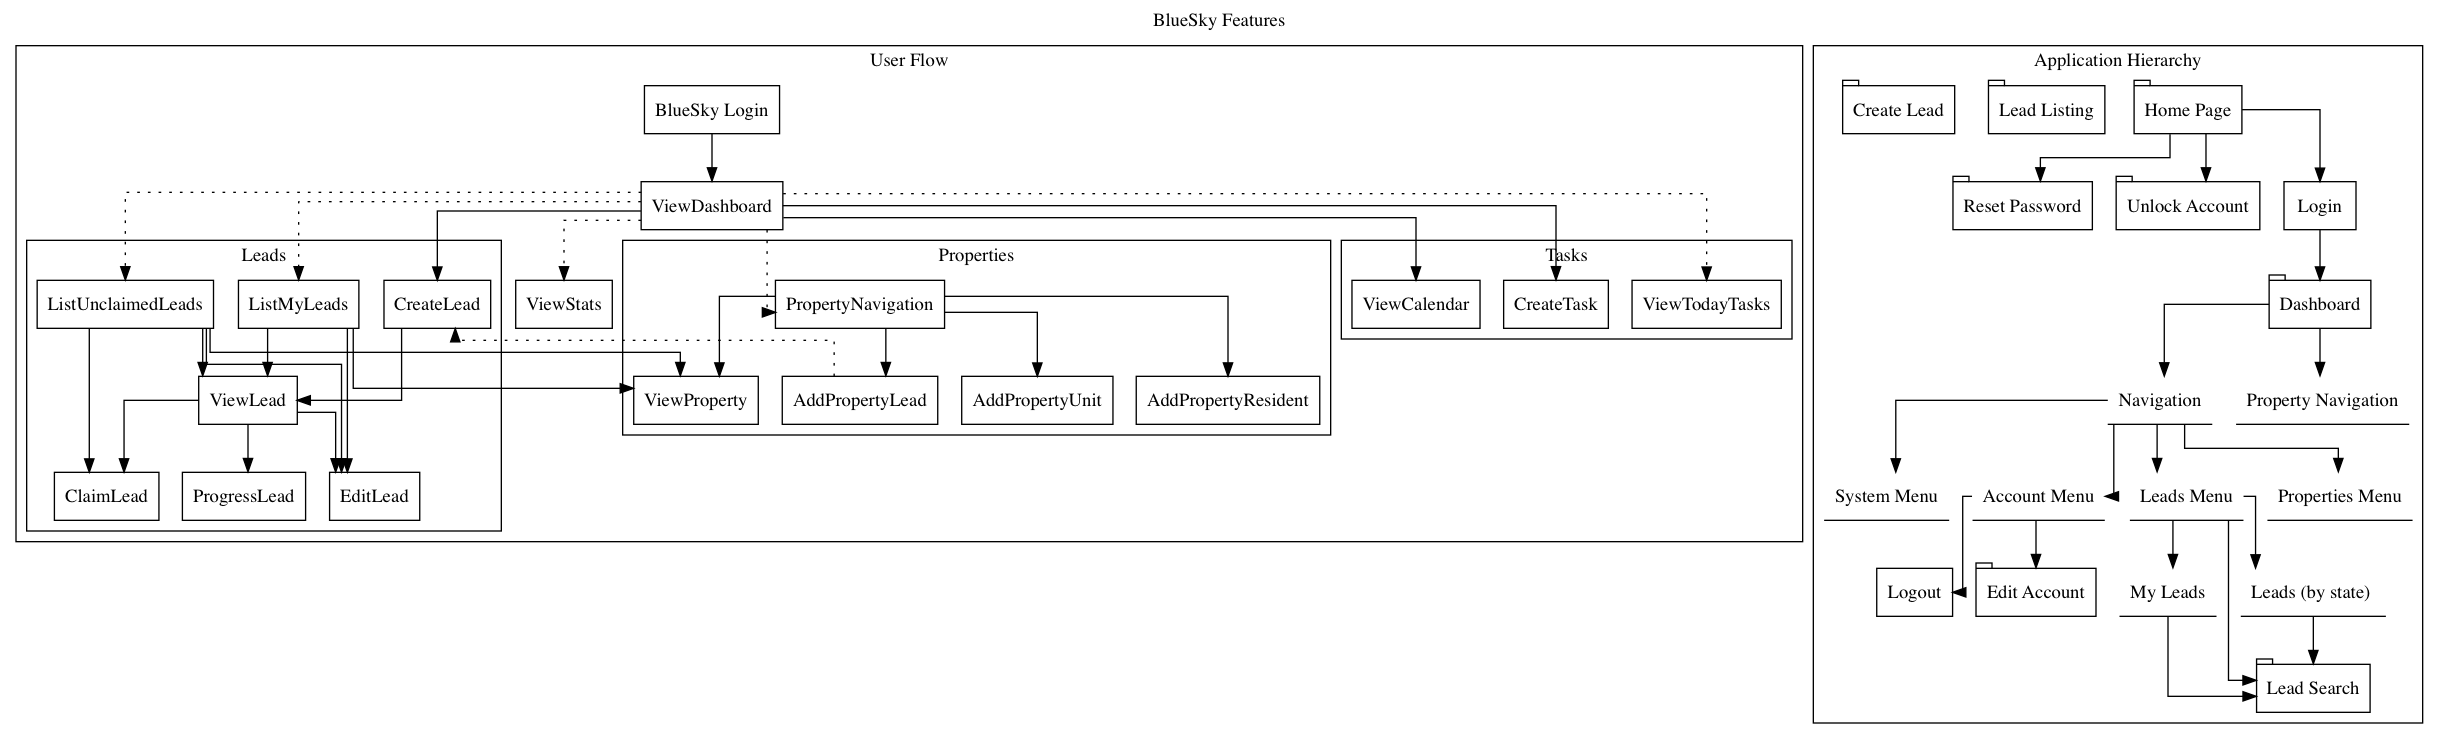 BlueSky Features
User Flow
BlueSky Login
ViewDashboard
Leads
ListUnclaimedLeads
ListMyLeads
CreateLead
ViewLead
ClaimLead
ProgressLead
EditLead
ViewStats
Properties
PropertyNavigation
ViewProperty
AddPropertyLead
AddPropertyUnit
AddPropertyResident
Tasks
ViewCalendar
CreateTask
ViewTodayTasks
Application Hierarchy
Create Lead
Lead Listing
Home Page
Reset Password
Unlock Account
Login
Dashboard
Navigation
Property Navigation
System Menu
Account Menu
Leads Menu
Properties Menu
Logout
Edit Account
My Leads
Leads (by state)
Lead Search